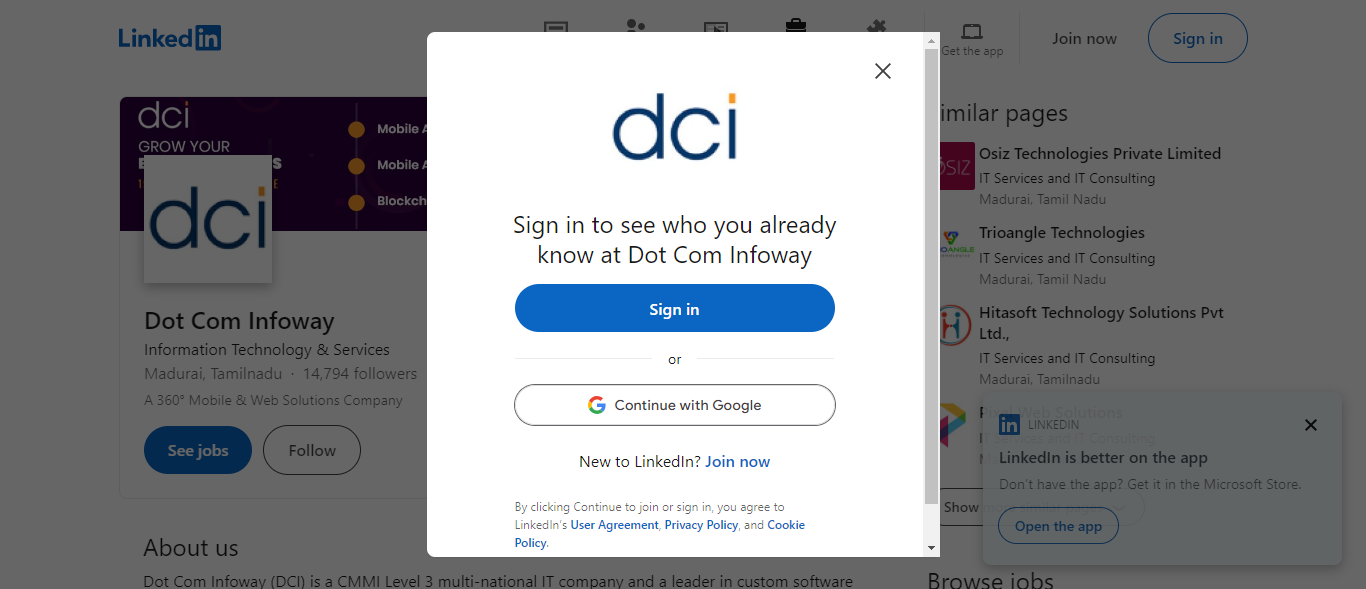 LinkedIn
Get the app
Join now
Sign in
dci
GROW YOUR
Mobile A
Mobile A
Blockch
dci
Dot Com Infoway
Information Technology & Services
Madurai, Tamilnadu · 14,794 followers
A 360° Mobile & Web Solutions Company
See jobs
Follow
About us
Dot Com Infoway (DCI) is a CMMI Level 3 multi-national IT company and a leader in custom software
dci
Sign in to see who you already
know at Dot Com Infoway
Sign in
or
Continue with Google
New to LinkedIn? Join now
By clicking Continue to join or sign in, you agree to
LinkedIn's User Agreement, Privacy Policy, and Cookie
Policy.
imilar pages
OSIZ
Osiz Technologies Private Limited
IT Services and IT Consulting
Madurai, Tamil Nadu
Trioangle Technologies
IT Services and IT Consulting
Madurai, Tamil Nadu
Hitasoft Technology Solutions Pvt
Ltd.,
IT Services and IT Consulting
Madurai, Tamilnadu
Pixel Web Solutions
IT Services and IT Consulting
Show more similar pages
LINKEDIN
LinkedIn is better on the app
Don't have the app? Get it in the Microsoft Store.
Open the app
Browse jobs